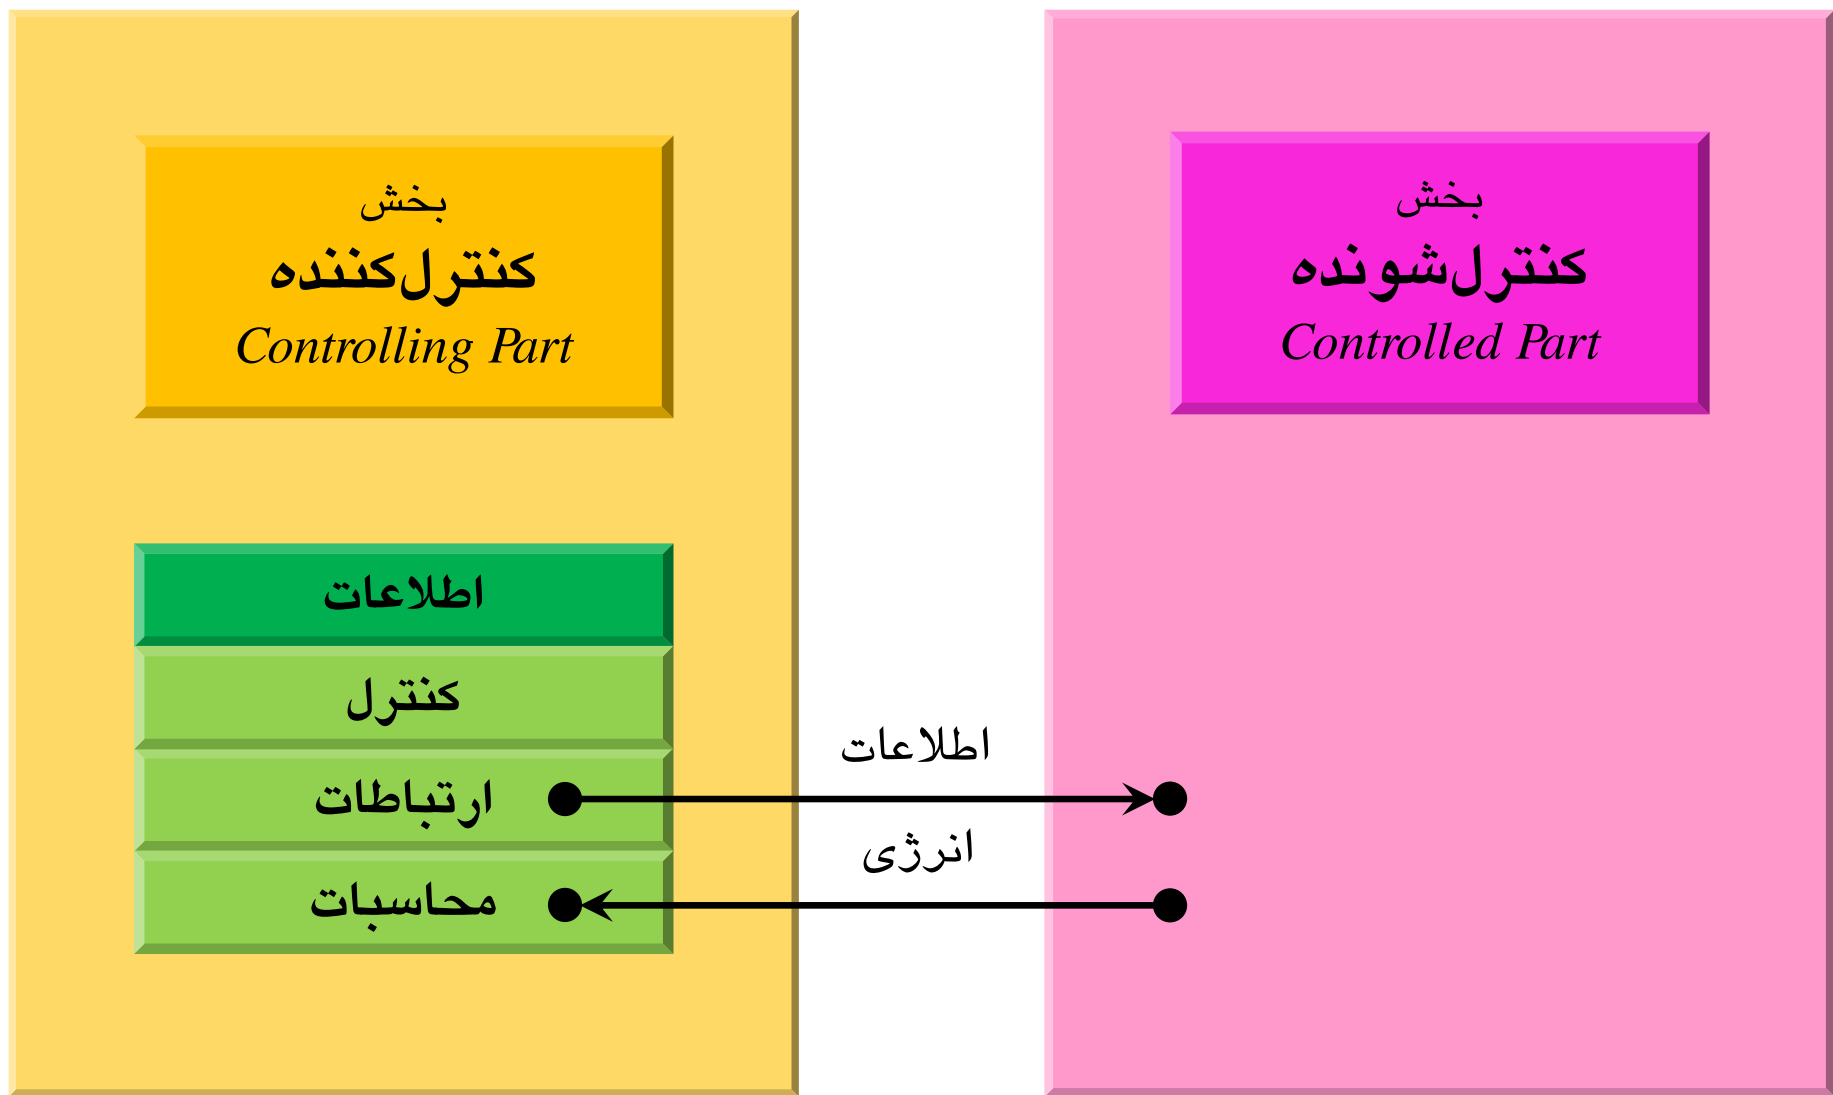 بخش
کنترل‌کننده
Controlling Part
بخش
کنترل‌شونده
Controlled Part
اطلاعات
کنترل
ارتباطات
محاسبات
اطلاعات
انرژی